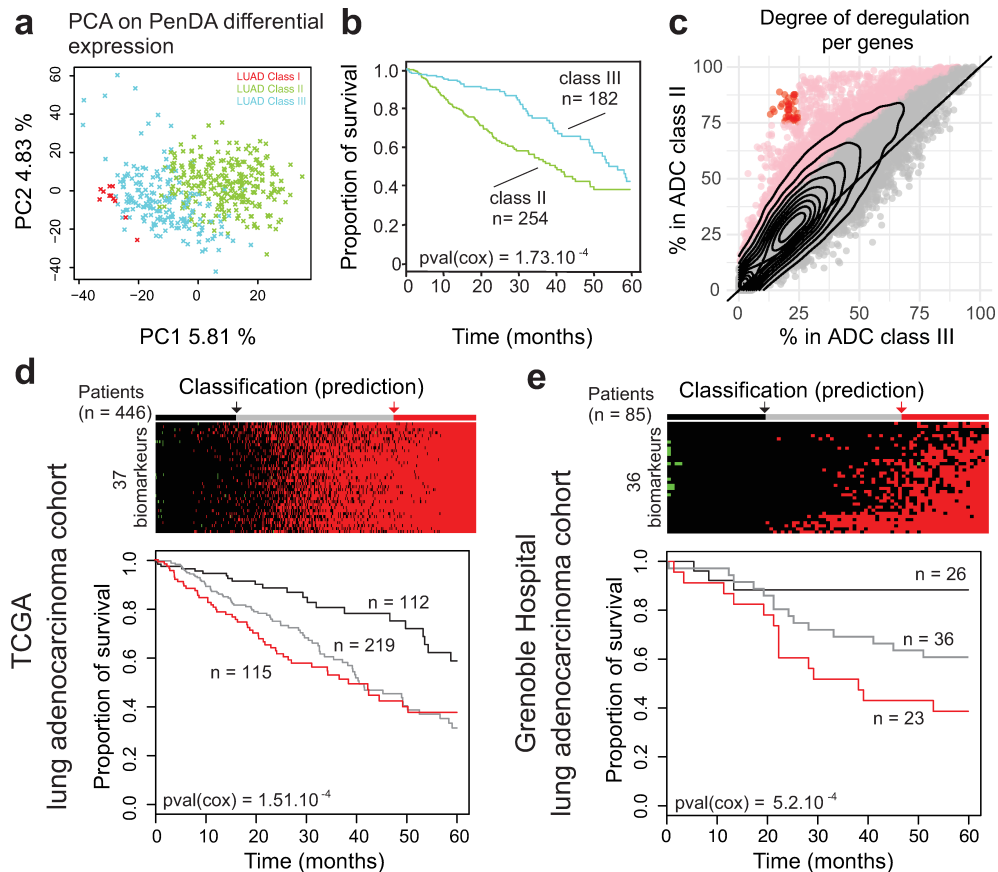 a
PCA on PenDA differential
expression
LUAD Class I
LUAD Class II
LUAD Class III
PC2 4.83 %
60
40
20
0
−20
−40
−40
−20
0
20
PC1 5.81 %
b
Proportion of survival
1.0
0.8
0.6
0.4
0.2
0
class III
n= 182
class II
n= 254
pval(cox) = 1.73.10 -4
0 10 20 30 40 50 60
Time (months)
c
Degree of deregulation
per genes
% in ADC class II
100
75
50
25
0
0 25 50 75 100
% in ADC class III
d
Patients
(n = 446)
Classification (prediction)
37
biomarkeurs
TCGA
lung adenocarcinoma cohort
Proportion of survival
1.0
0.8
0.6
0.4
0.2
0.0
n = 112
n = 219
n = 115
pval(cox) = 1.51.10 -4
0 10 20 30 40 50 60
Time (months)
e
Patients
(n = 85)
Classification (prediction)
36
biomarkeurs
Grenoble Hospital
lung adenocarcinoma cohort
Proportion of survival
1.0
0.8
0.6
0.4
0.2
0.0
n = 26
n = 36
n = 23
pval(cox) = 5.2.10 -4
0 10 20 30 40 50 60
Time (months)